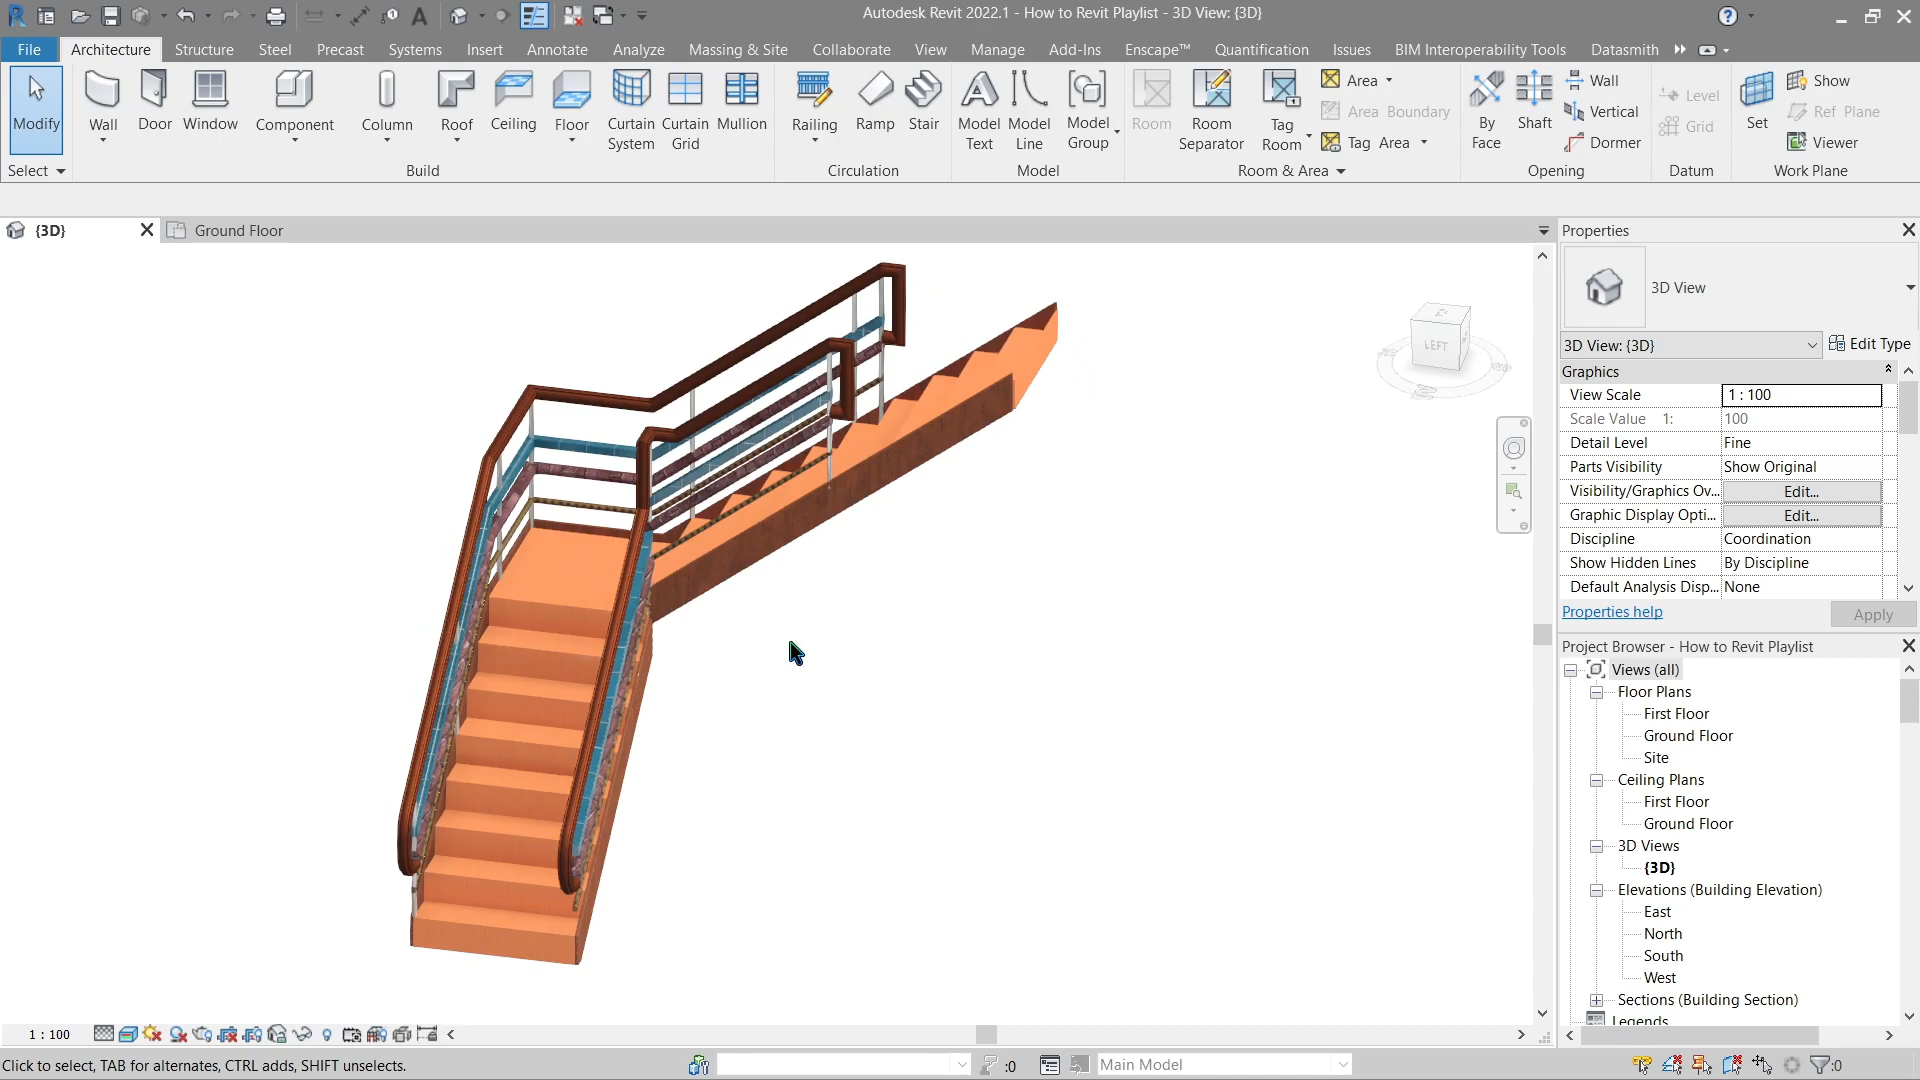 Autodesk Revit 2022.1 - How to Revit Playlist - 3D View: {3D}
File Architecture Structure Steel Precast Systems Insert Annotate Analyze Massing & Site Collaborate View Manage Add-Ins Enscape™ Quantification Issues BIM Interoperability Tools Datasmith
Modify Wall Door Window Component Column Roof Ceiling Floor Curtain System Curtain Grid Mullion Railing Ramp Stair Model Text Model Line Model Group Room Room Separator Tag Room
Area
Area Boundary
Tag Area
By Face Shaft
Wall
Vertical
Dormer
Level
Grid
Set
Show
Ref Plane
Viewer
Select Build Circulation Model Room & Area Opening Datum Work Plane
{3D} Ground Floor
LEFT
Properties
3D View
3D View: {3D} Edit Type
Graphics
View Scale 1 : 100
Scale Value 1: 100
Detail Level Fine
Parts Visibility Show Original
Visibility/Graphics Ov... Edit...
Graphic Display Opti... Edit...
Discipline Coordination
Show Hidden Lines By Discipline
Default Analysis Disp... None
Properties help Apply
Project Browser - How to Revit Playlist
Views (all)
Floor Plans
First Floor
Ground Floor
Site
Ceiling Plans
First Floor
Ground Floor
3D Views
{3D}
Elevations (Building Elevation)
East
North
South
West
Sections (Building Section)
Legends
1 : 100
Click to select, TAB for alternates, CTRL adds, SHIFT unselects. :0 Main Model :0